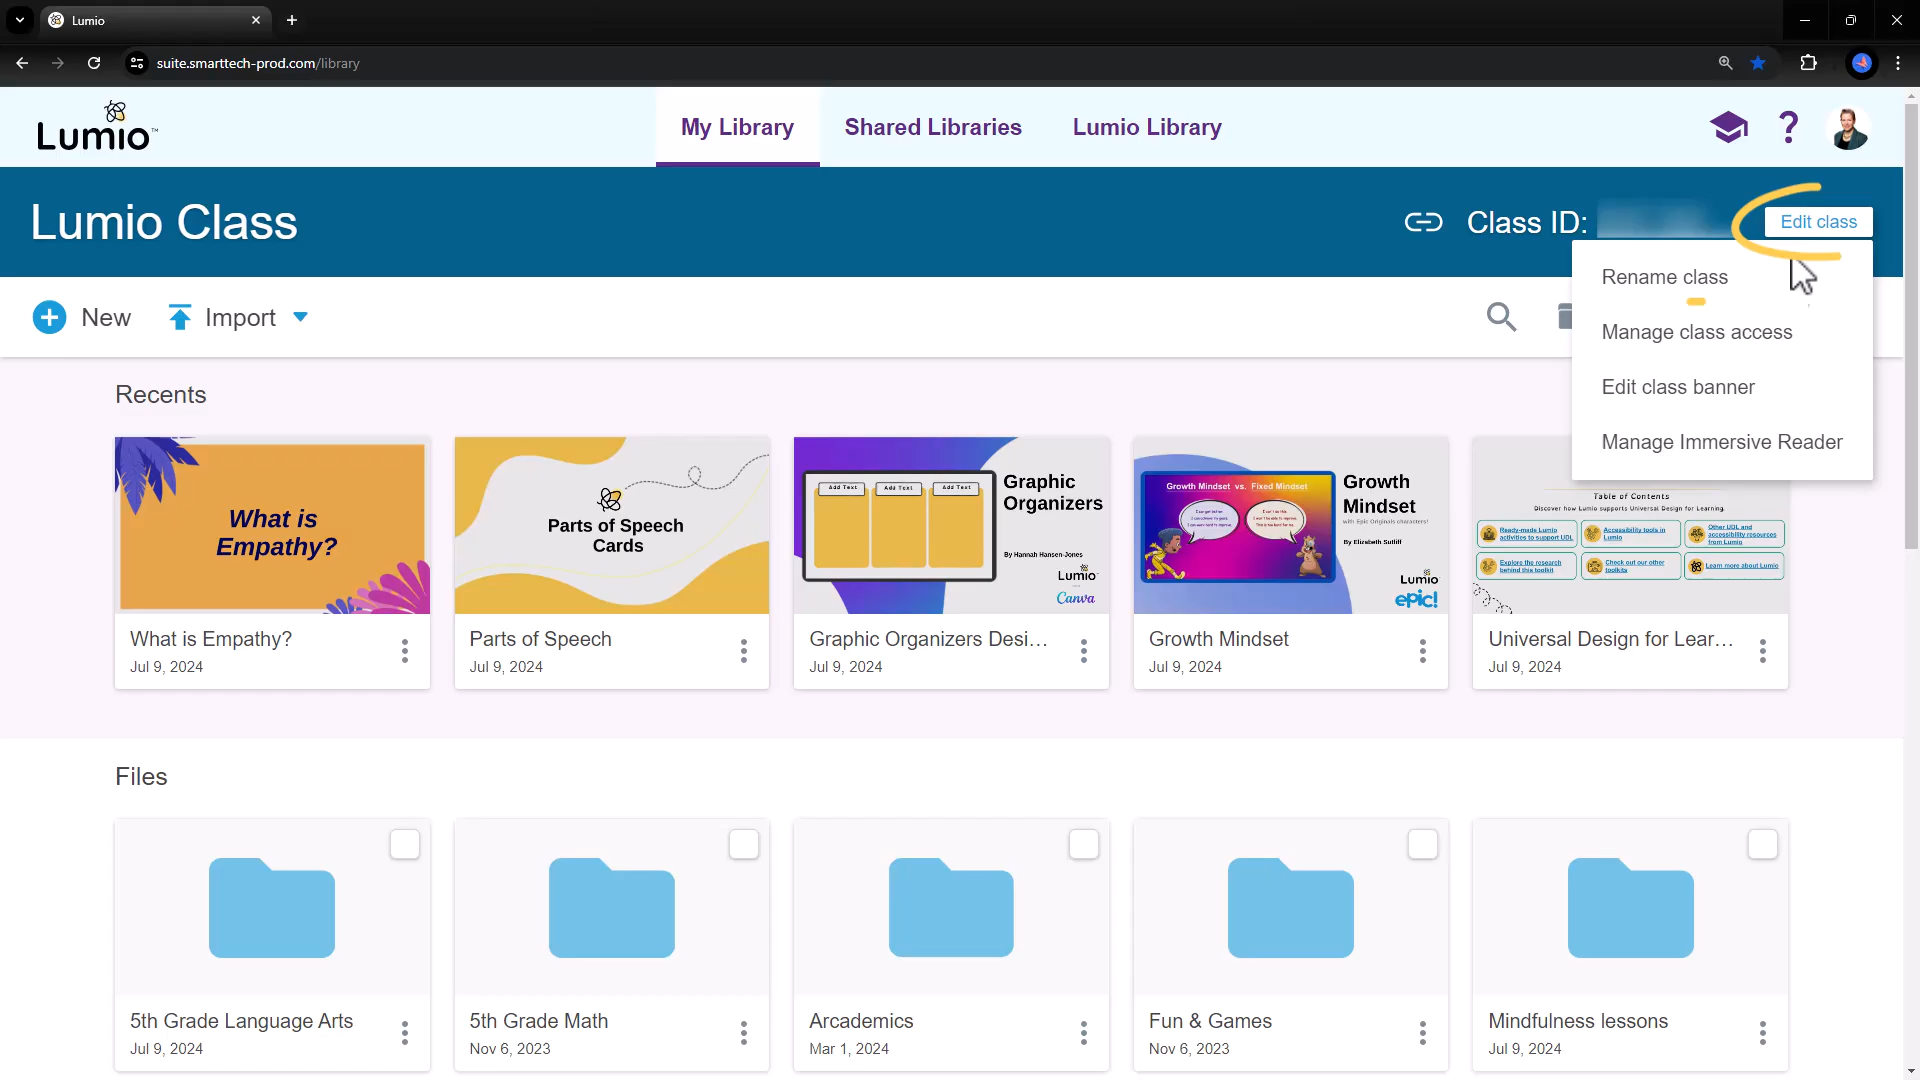 Lumio
suite.smarttech-prod.com/library
Lumio™
My Library
Shared Libraries
Lumio Library
?
Lumio Class
Class ID:
Edit class
Rename class
Manage class access
Edit class banner
Manage Immersive Reader
New
Import
Recents
What is
Empathy?
What is Empathy?
Jul 9, 2024
Parts of Speech
Cards
Parts of Speech
Jul 9, 2024
Add Text
Add Text
Add Text
Graphic
Organizers
By Hannah Hansen-Jones
Lumio
Canva
Graphic Organizers Desi...
Jul 9, 2024
Growth Mindset vs. Fixed Mindset
Growth
Mindset
with Epic Originals characters!
By Elizabeth Sutliff
Lumio
epic!
Growth Mindset
Jul 9, 2024
Table of Contents
Discover how Lumio supports Universal Design for Learning.
Ready-made Lumio
activities to support UDL
Accessibility tools in
Lumio
Other UDL and
accessibility resources
from Lumio
Explore the research
behind this toolkit
Check out our other
toolkits
Learn more about Lumio
Universal Design for Lear...
Jul 9, 2024
Files
5th Grade Language Arts
Jul 9, 2024
5th Grade Math
Nov 6, 2023
Arcademics
Mar 1, 2024
Fun & Games
Nov 6, 2023
Mindfulness lessons
Jul 9, 2024